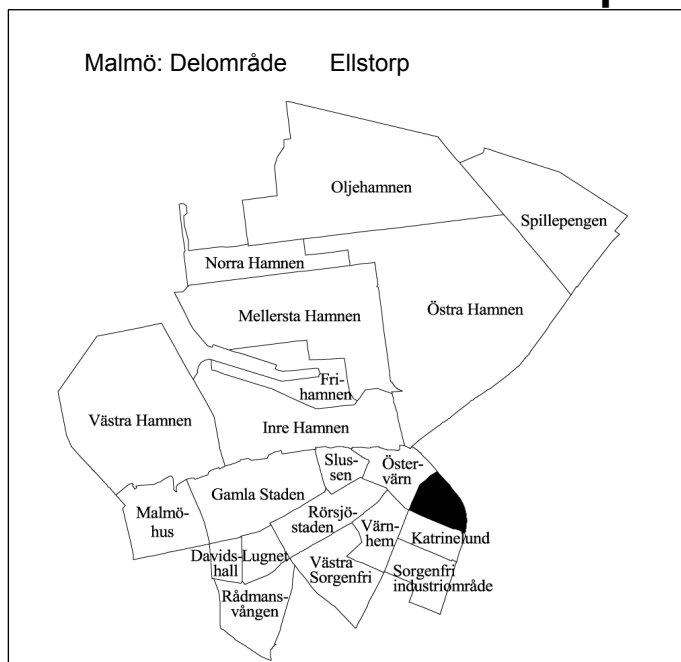 Malmö: Delområde Ellstorp
Oljehamnen
Spillepengen
Norra Hamnen
Mellersta Hamnen
Östra Hamnen
Fri-
hamnen
Västra Hamnen
Inre Hamnen
Slus-
sen
Öster-
värn
Gamla Staden
Malmö-
hus
Rörsjö-
staden
Värn-
hem
Katrinelund
Davids-
hall
Lugnet
Västra
Sorgenfri
Sorgenfri
industriområde
Rådmans-
vången